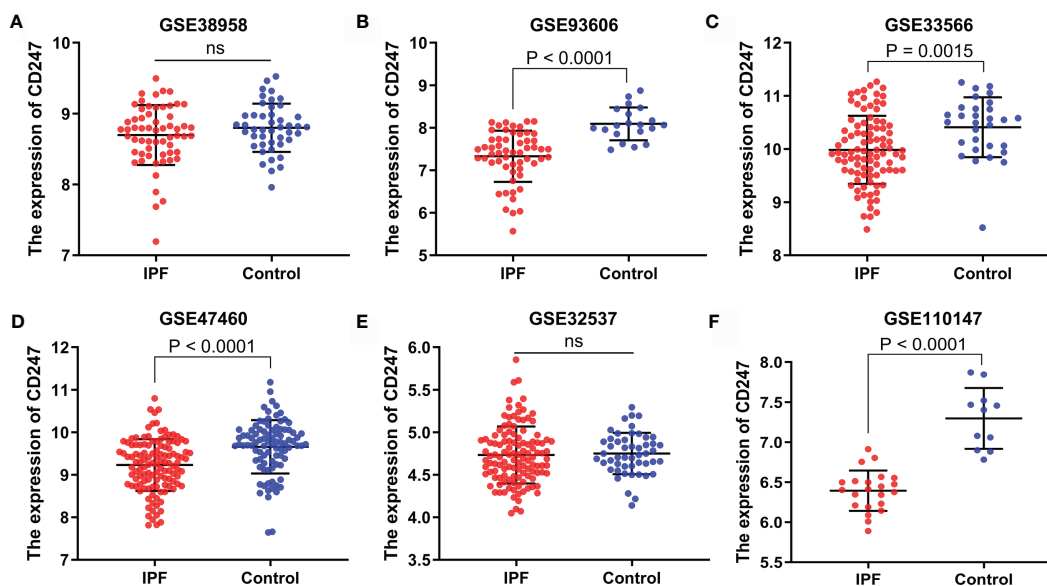 A
GSE38958
The expression of CD247
ns
10
9
8
7
IPF
Control
B
GSE93606
The expression of CD247
P < 0.0001
10
9
8
7
6
5
IPF
Control
C
GSE33566
The expression of CD247
P = 0.0015
12
11
10
9
8
IPF
Control
D
GSE47460
The expression of CD247
P < 0.0001
12
11
10
9
8
7
IPF
Control
E
GSE32537
The expression of CD247
ns
6.0
5.5
5.0
4.5
4.0
3.5
IPF
Control
F
GSE110147
The expression of CD247
P < 0.0001
8.0
7.5
7.0
6.5
6.0
5.5
IPF
Control